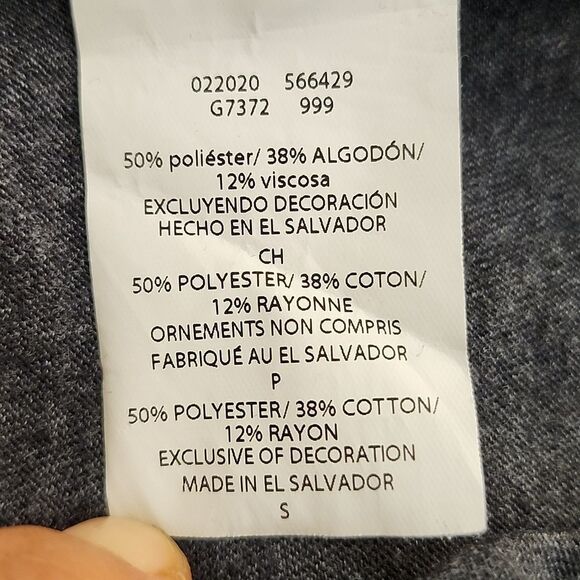 022020 566429
G7372 999
50% poliéster/ 38% ALGODÓN/
12% viscosa
EXCLUYENDO DECORACIÓN
HECHO EN EL SALVADOR
CH
50% POLYESTER/ 38% COTON/
12% RAYONNE
ORNEMENTS NON COMPRIS
FABRIQUÉ AU EL SALVADOR
P
50% POLYESTER/ 38% COTTON/
12% RAYON
EXCLUSIVE OF DECORATION
MADE IN EL SALVADOR
S